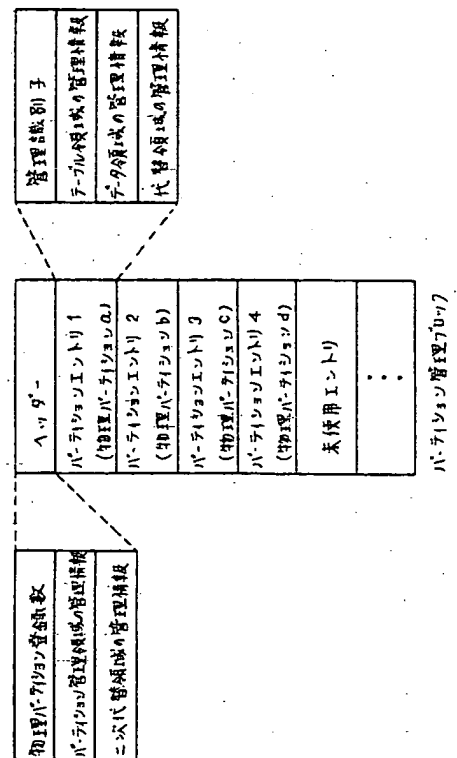 物理パーティション登録数
パーティション管理領域の管理情報
二次代替領域の管理情報
ヘッダー
パーティションエントリ1
(物理パーティションa)
パーティションエントリ2
(物理パーティションb)
パーティションエントリ3
(物理パーティションc)
パーティションエントリ4
(物理パーティションd)
未使用エントリ
パーティション管理ブロック
管理識別子
テーブル領域の管理情報
データ領域の管理情報
代替領域の管理情報